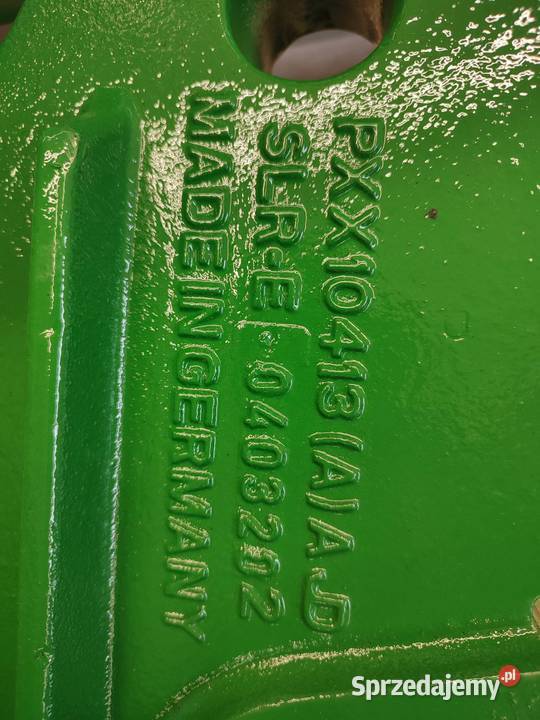 PXX10413(A)AJD
SLR-E 0403202
MADE IN GERMANY
Sprzedajemy.pl